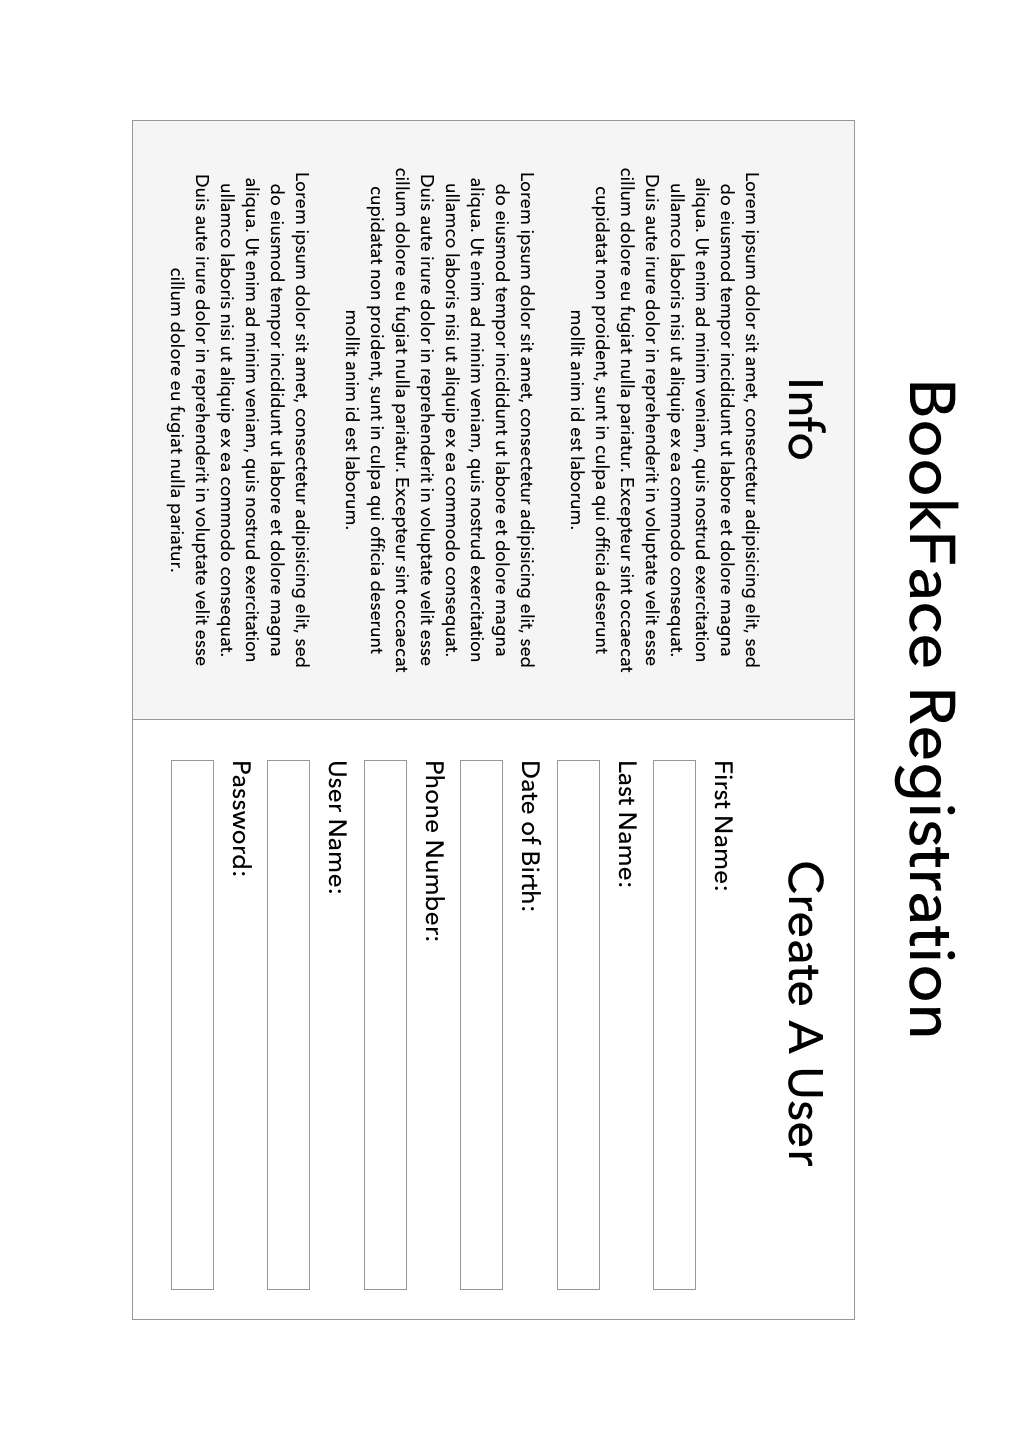 BookFace Registration
Info
Lorem ipsum dolor sit amet, consectetur adipisicing elit, sed
do eiusmod tempor incididunt ut labore et dolore magna
aliqua. Ut enim ad minim veniam, quis nostrud exercitation
ullamco laboris nisi ut aliquip ex ea commodo consequat.
Duis aute irure dolor in reprehenderit in voluptate velit esse
cillum dolore eu fugiat nulla pariatur. Excepteur sint occaecat
cupidatat non proident, sunt in culpa qui officia deserunt
mollit anim id est laborum.
Lorem ipsum dolor sit amet, consectetur adipisicing elit, sed
do eiusmod tempor incididunt ut labore et dolore magna
aliqua. Ut enim ad minim veniam, quis nostrud exercitation
ullamco laboris nisi ut aliquip ex ea commodo consequat.
Duis aute irure dolor in reprehenderit in voluptate velit esse
cillum dolore eu fugiat nulla pariatur. Excepteur sint occaecat
cupidatat non proident, sunt in culpa qui officia deserunt
mollit anim id est laborum.
Lorem ipsum dolor sit amet, consectetur adipisicing elit, sed
do eiusmod tempor incididunt ut labore et dolore magna
aliqua. Ut enim ad minim veniam, quis nostrud exercitation
ullamco laboris nisi ut aliquip ex ea commodo consequat.
Duis aute irure dolor in reprehenderit in voluptate velit esse
cillum dolore eu fugiat nulla pariatur.
Create A User
First Name:
Last Name:
Date of Birth:
Phone Number:
User Name:
Password: